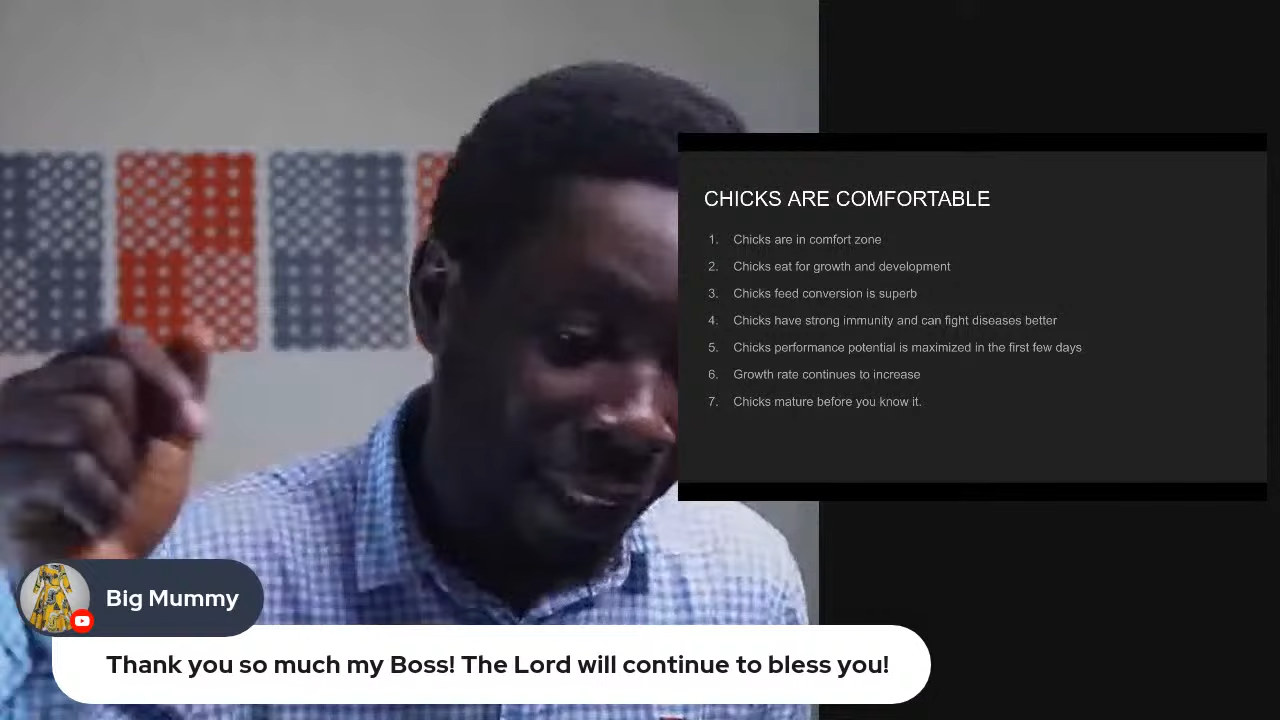 CHICKS ARE COMFORTABLE
1. Chicks are in comfort zone
2. Chicks eat for growth and development
3. Chicks feed conversion is superb
4. Chicks have strong immunity and can fight diseases better
5. Chicks performance potential is maximized in the first few days
6. Growth rate continues to increase
7. Chicks mature before you know it.
Big Mummy
Thank you so much my Boss! The Lord will continue to bless you!